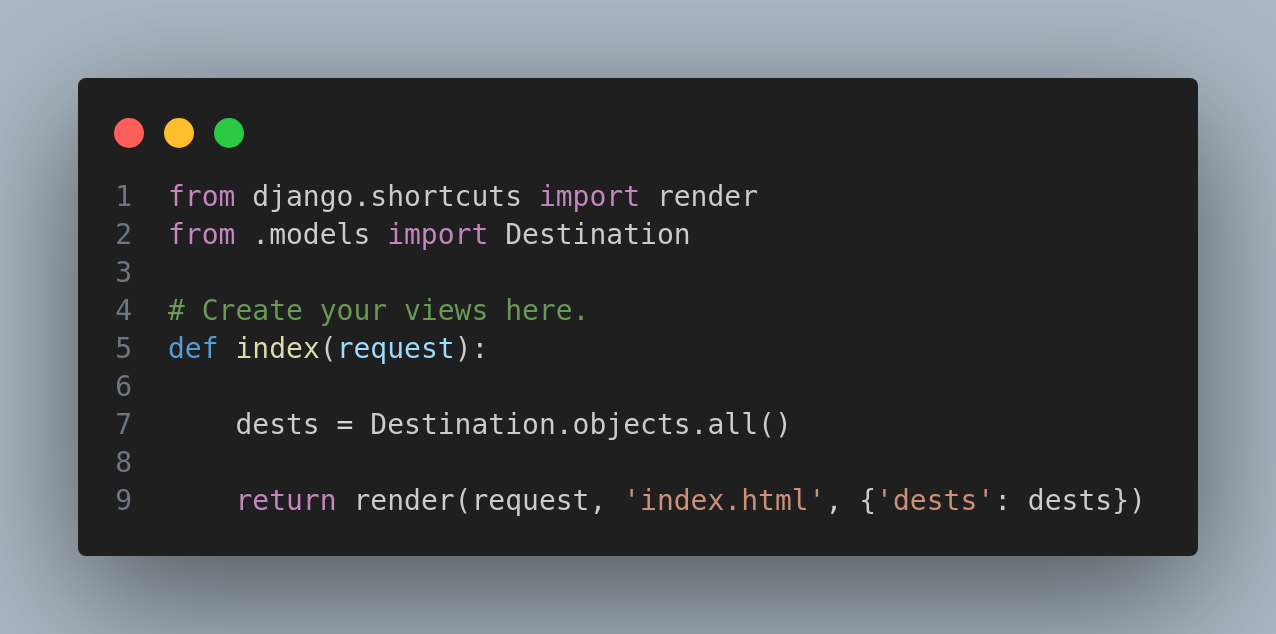 1 from django.shortcuts import render
2 from .models import Destination
3
4 # Create your views here.
5 def index(request):
6
7     dests = Destination.objects.all()
8
9     return render(request, 'index.html', {'dests': dests})